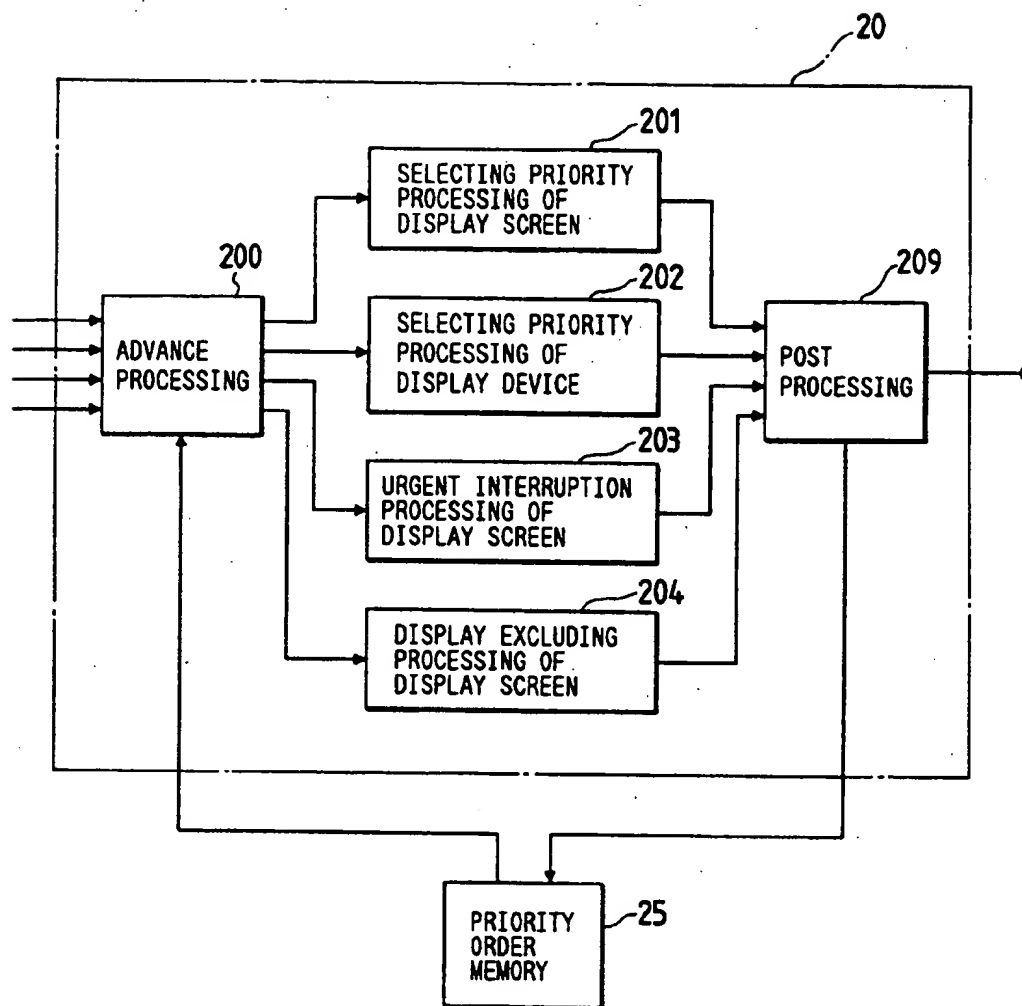 20
201
SELECTING PRIORITY
PROCESSING OF
DISPLAY SCREEN
200
ADVANCE
PROCESSING
202
SELECTING PRIORITY
PROCESSING OF
DISPLAY DEVICE
209
POST
PROCESSING
203
URGENT INTERRUPTION
PROCESSING OF
DISPLAY SCREEN
204
DISPLAY EXCLUDING
PROCESSING OF
DISPLAY SCREEN
25
PRIORITY
ORDER
MEMORY